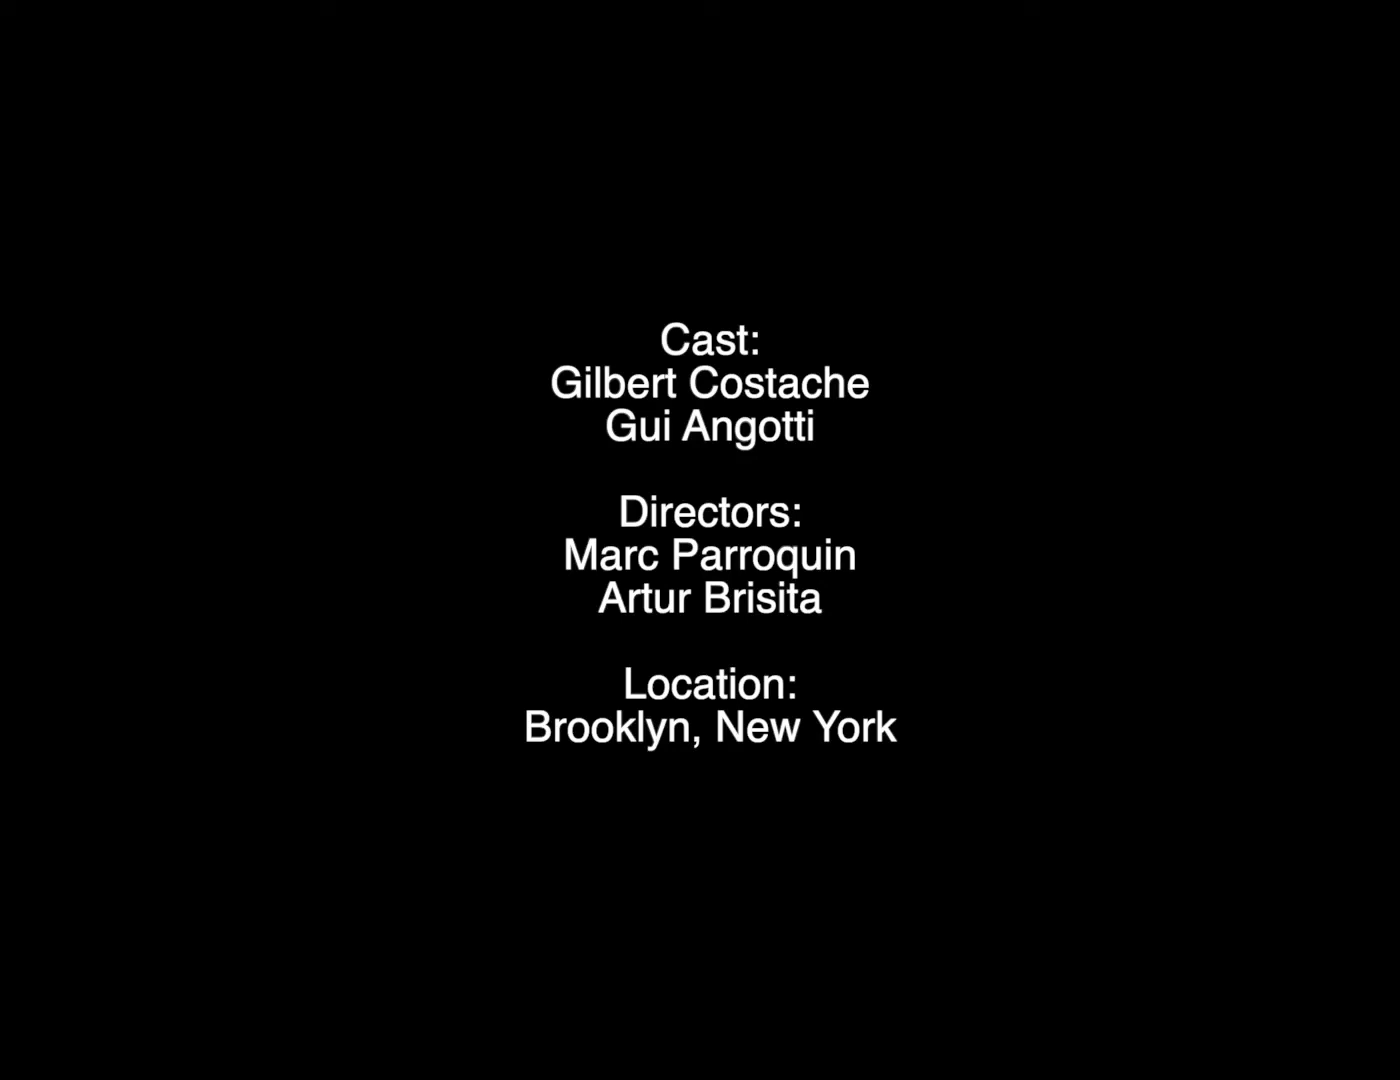 Cast:
Gilbert Costache
Gui Angotti
Directors:
Marc Parroquin
Artur Brisita
Location:
Brooklyn, New York